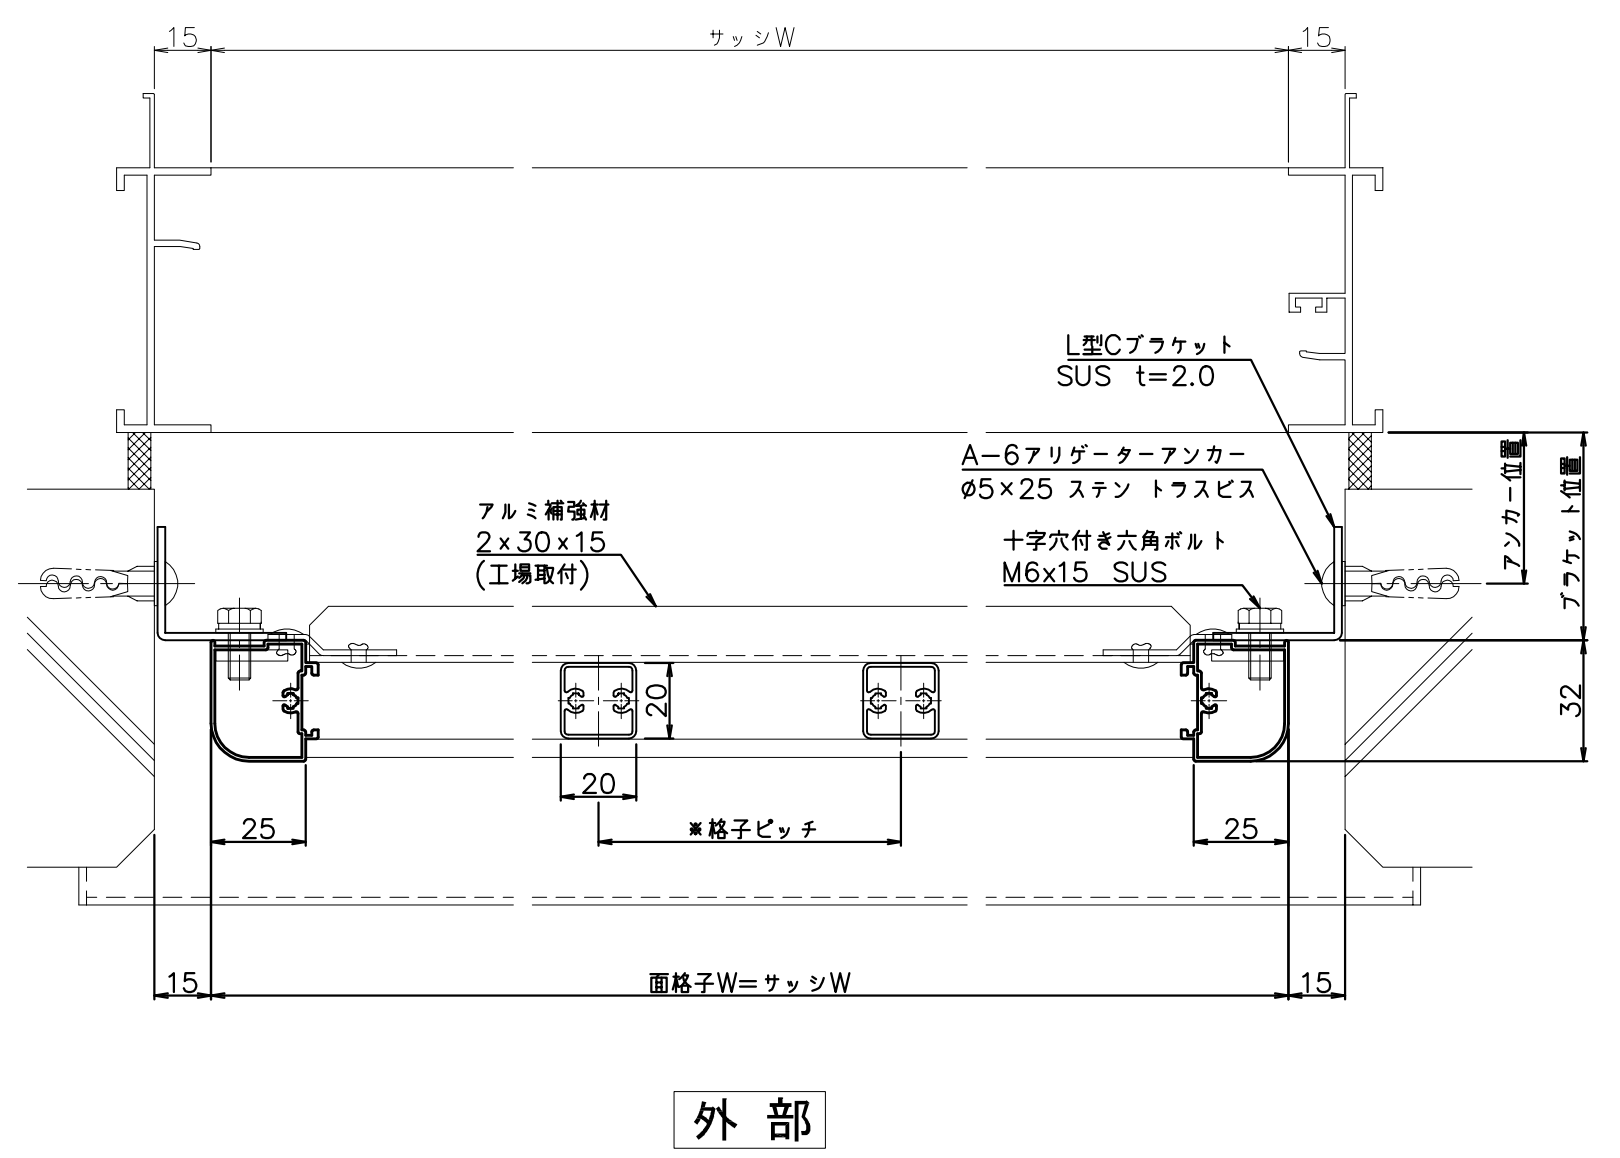 15
サッシW
15
L型Cブラケット
SUS t=2.0
A-6アリゲーターアンカー
ø5×25 ステン トラスビス
アンカー位置
ブラケット位置
アルミ補強材
2×30×15
(工場取付)
十字穴付き六角ボルト
M6x15 SUS
20
32
20
25
※格子ピッチ
25
15
面格子W=サッシW
15
外部